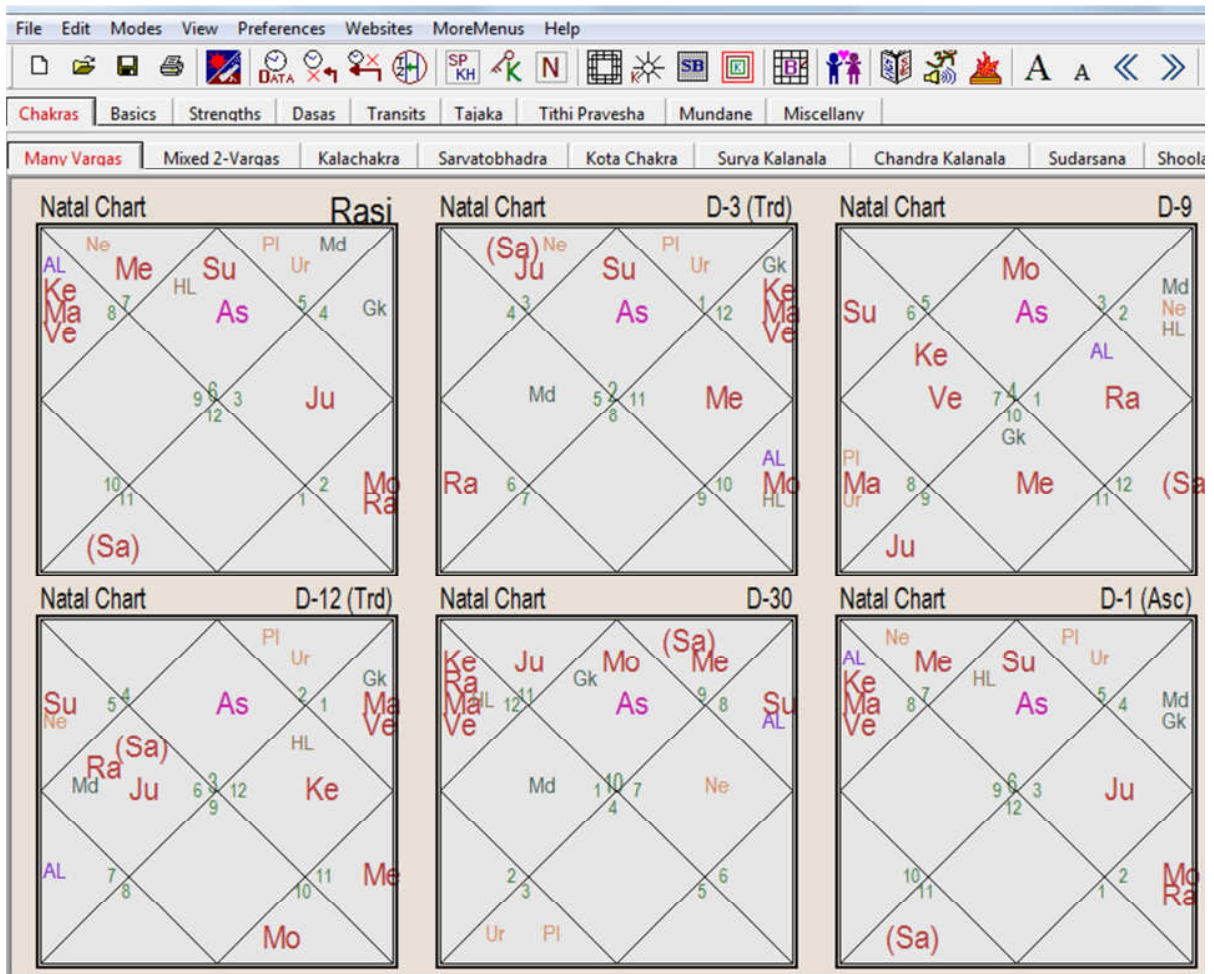 File Edit Modes View Preferences Websites MoreMenus Help
DATA SP KH K N K SB K B A A
Chakras Basics Strengths Dasas Transits Tajaka Tithi Pravesha Mundane Miscellany
Many Vargas Mixed 2-Vargas Kalachakra Sarvatobhadra Kota Chakra Surya Kalanala Chandra Kalanala Sudarsana Shoola
Natal Chart Rasi
Ne Pl Md
AL Me Su Ur
Ke HL
Ma 8 7 As 5 4 Gk
Ve
9 6 3 Ju
12
10 11 1 2 Mo
Ra
(Sa)
Natal Chart D-3 (Trd)
(Sa) Ne Pl
Ju Su Ur Gk
Ke
4 3 As 1 12 Ma
Ve
Md 5 2 11 Me
8
AL
Ra 6 7 9 10 Mo
HL
Natal Chart D-9
Mo
Md
Su 6 5 As 3 2 Ne
HL
Ke AL
Ve 7 4 1 Ra
10
Gk
Pl
Ma 8 9 Me 11 12 (Sa
Ur
Ju
Natal Chart D-12 (Trd)
Pl
Ur
Gk
Su 5 4 As 2 1 Ma
Ne Ve
(Sa) HL
Ra
Md Ju 6 3 12 Ke
9
AL 7 8 10 11 Me
Mo
Natal Chart D-30
(Sa)
Ke Ju Mo Me
Ra Gk
Ma HL 12 11 As 9 8 Su
Ve AL
Md 1 10 7 Ne
4
2 3 5 6
Ur Pl
Natal Chart D-1 (Asc)
Ne Pl
AL Me Su Ur
Ke HL
Ma 8 7 As 5 4 Md
Ve Gk
9 6 3 Ju
12
10 11 1 2 Mo
Ra
(Sa)